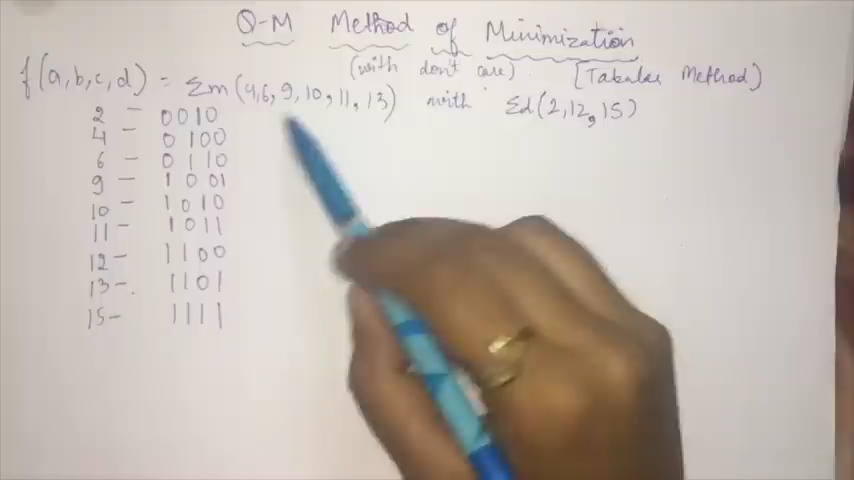 Q-M Method of Minimization
(with don't care) [Tabular Method]
f(a,b,c,d) = Σm(4,6,9,10,11,13) with Σd(2,12,15)
2 - 0010
4 - 0100
6 - 0110
9 - 1001
10 - 1010
11 - 1011
12 - 1100
13 - 1101
15 - 1111